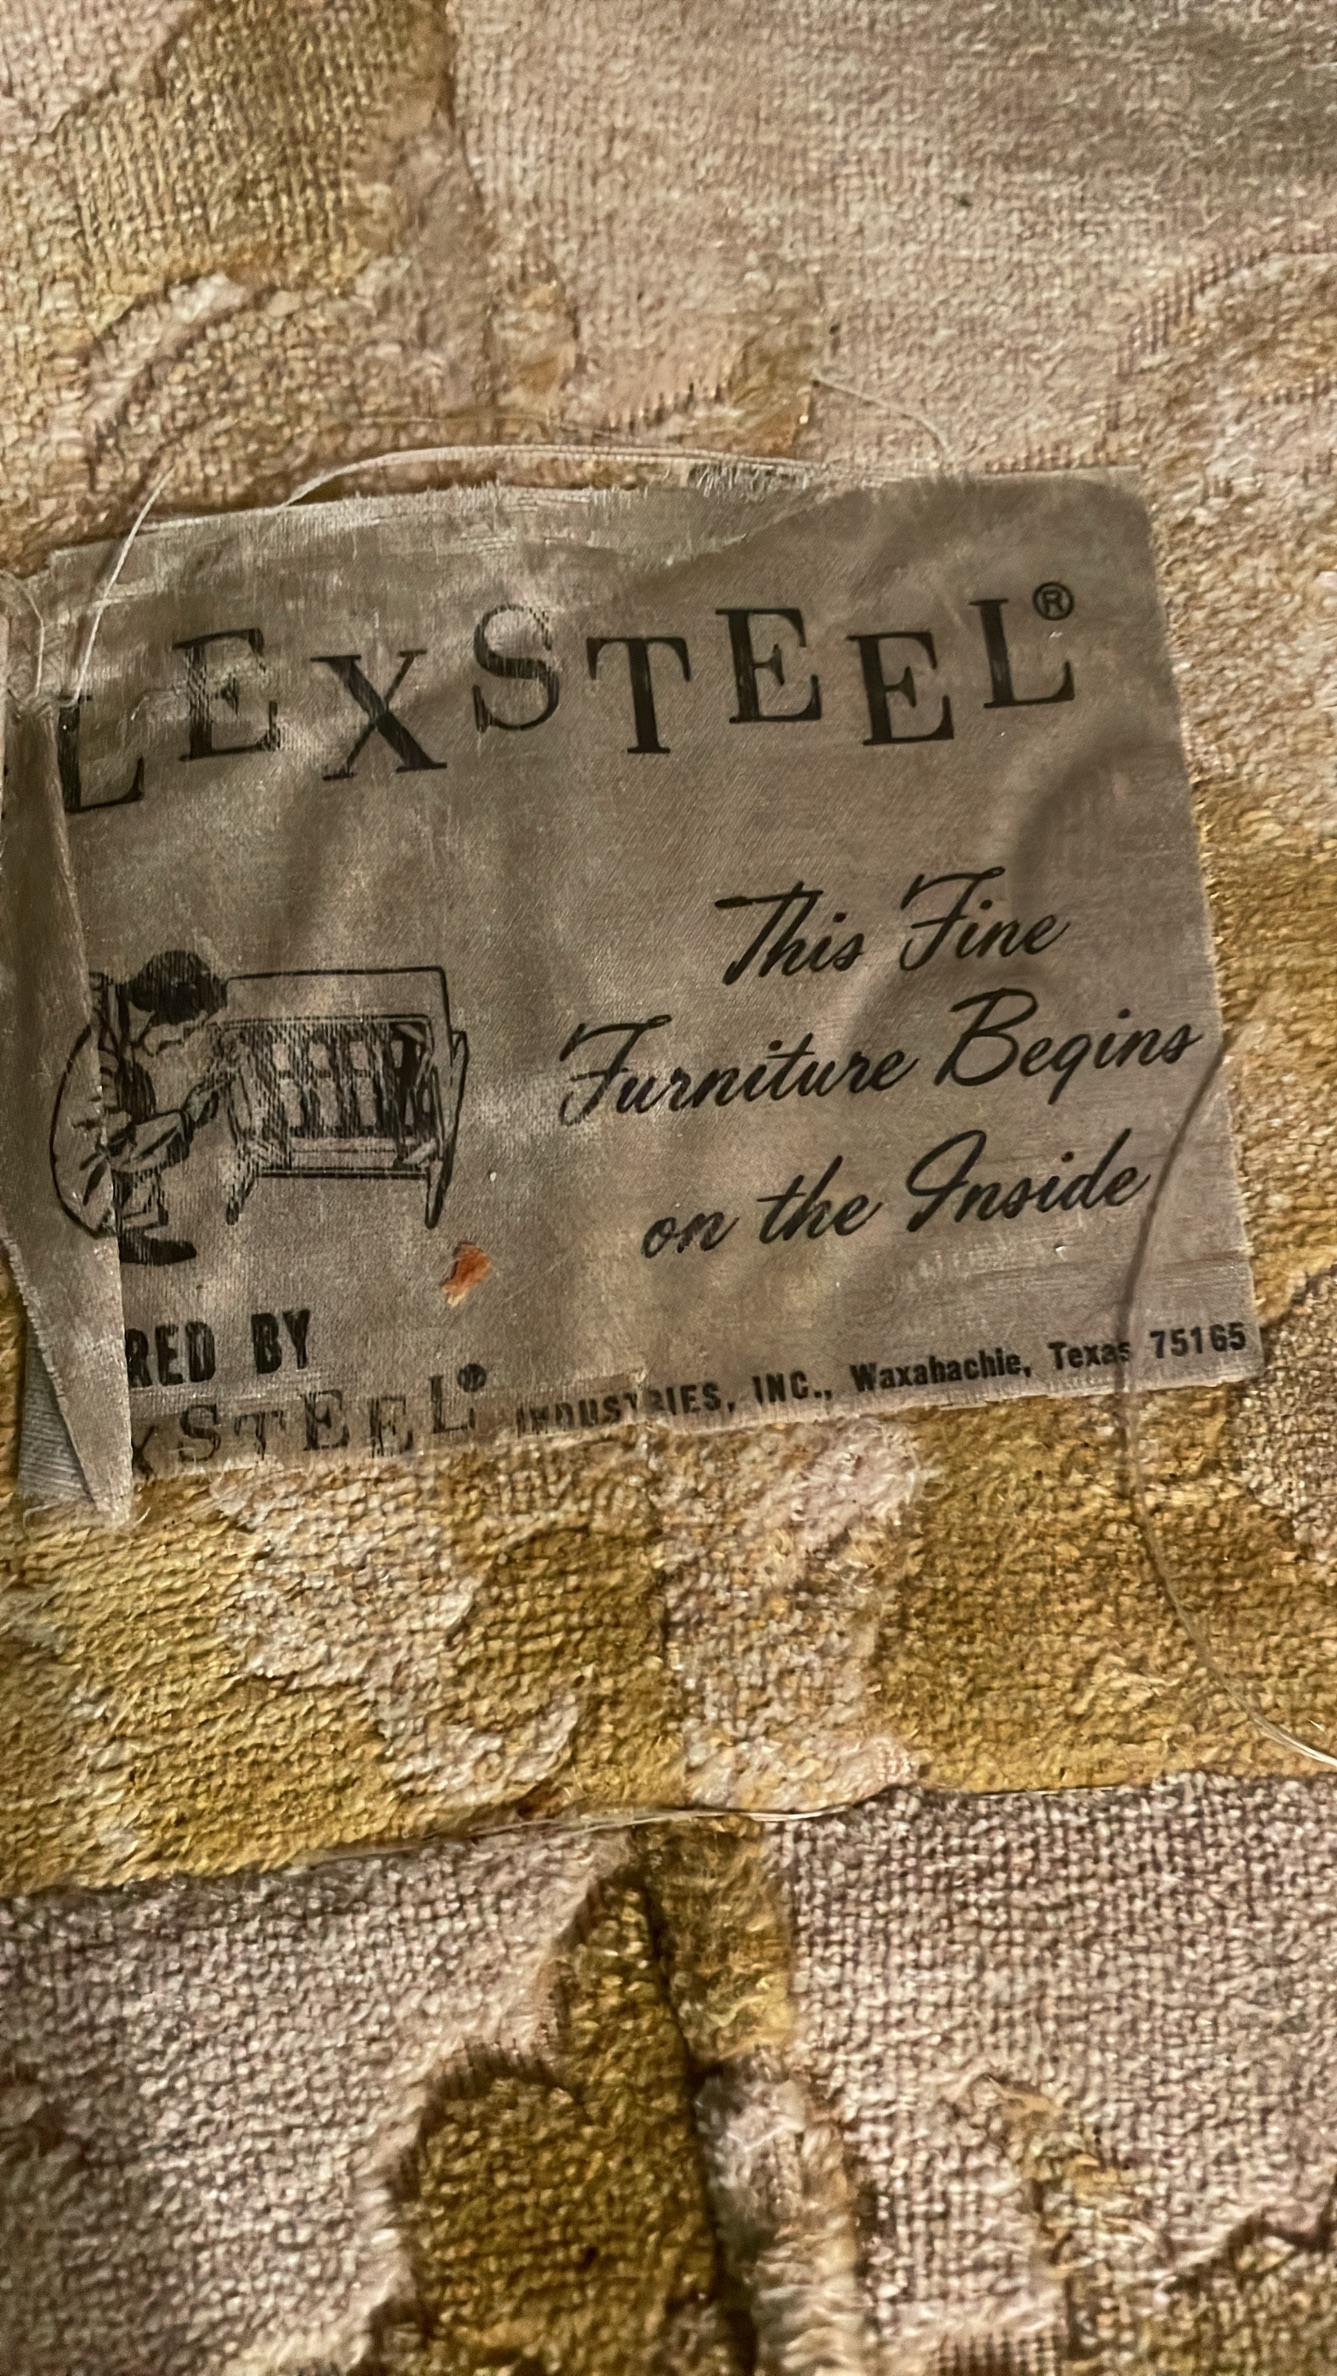 LEXSTEEL®
This Fine
Furniture Begins
on the Inside
RED BY
XSTEEL® INDUSTRIES, INC., Waxahachie, Texas 75165